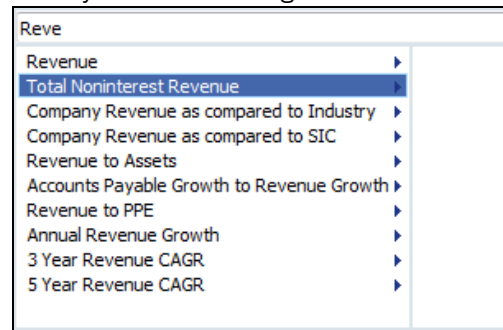 Reve
Revenue
Total Noninterest Revenue
Company Revenue as compared to Industry
Company Revenue as compared to SIC
Revenue to Assets
Accounts Payable Growth to Revenue Growth
Revenue to PPE
Annual Revenue Growth
3 Year Revenue CAGR
5 Year Revenue CAGR